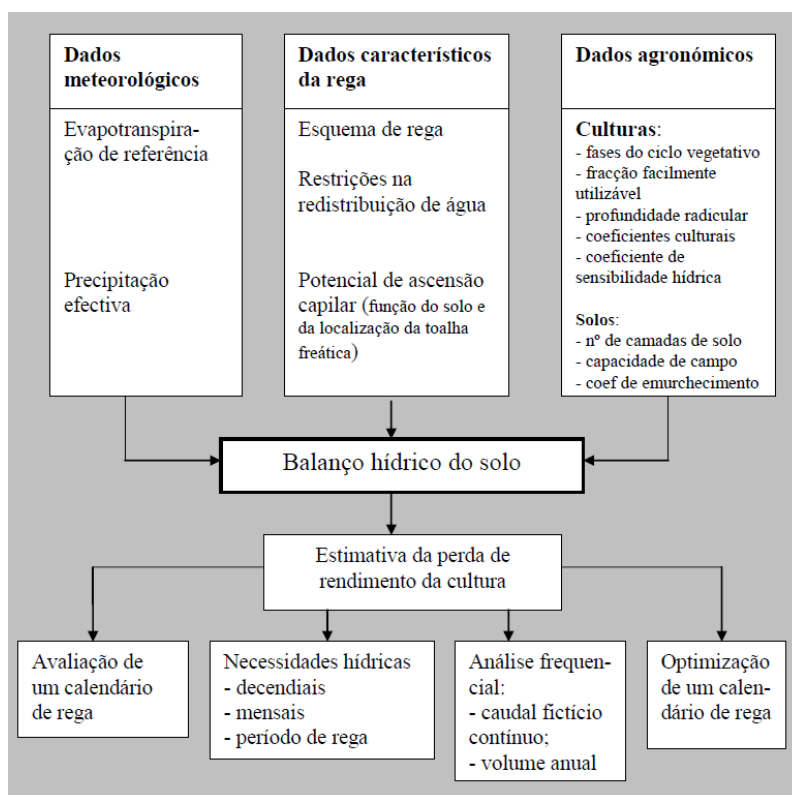 Dados
meteorológicos
Evapotranspira-
ção de referência
Precipitação
efectiva
Dados característicos
da rega
Esquema de rega
Restrições na
redistribuição de água
Potencial de ascensão
capilar (função do solo e
da localização da toalha
freática)
Dados agronómicos
Culturas:
- fases do ciclo vegetativo
- fracção facilmente
utilizável
- profundidade radicular
- coeficientes culturais
- coeficiente de
sensibilidade hídrica
Solos:
- nº de camadas de solo
- capacidade de campo
- coef de emurchecimento
Balanço hídrico do solo
Estimativa da perda de
rendimento da cultura
Avaliação de
um calendário
de rega
Necessidades hídricas
- decendiais
- mensais
- período de rega
Análise frequen-
cial:
- caudal fictício
contínuo;
- volume anual
Optimização
de um calen-
dário de rega